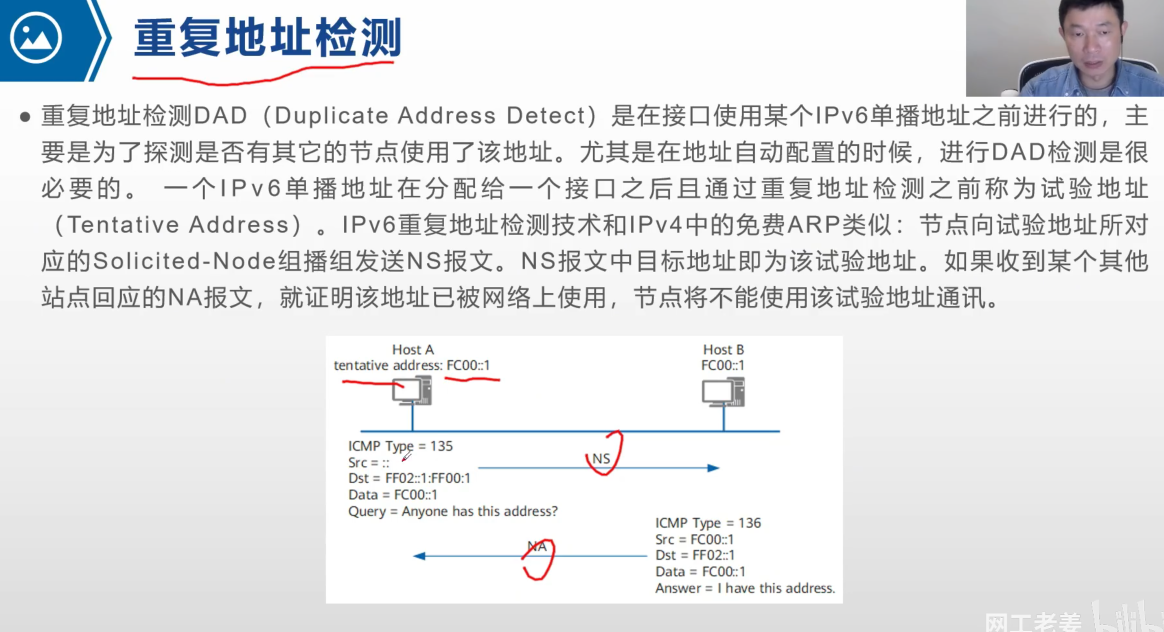 重复地址检测
● 重复地址检测DAD（Duplicate Address Detect）是在接口使用某个IPv6单播地址之前进行的，主
要是为了探测是否有其它的节点使用了该地址。尤其是在地址自动配置的时候，进行DAD检测是很
必要的。 一个IPv6单播地址在分配给一个接口之后且通过重复地址检测之前称为试验地址
（Tentative Address）。IPv6重复地址检测技术和IPv4中的免费ARP类似：节点向试验地址所对
应的Solicited-Node组播组发送NS报文。NS报文中目标地址即为该试验地址。如果收到某个其他
站点回应的NA报文，就证明该地址已被网络上使用，节点将不能使用该试验地址通讯。
Host A
tentative address: FC00::1
Host B
FC00::1
ICMP Type = 135
Src = ::
Dst = FF02::1:FF00:1
Data = FC00::1
Query = Anyone has this address?
NS
NA
ICMP Type = 136
Src = FC00::1
Dst = FF02::1
Data = FC00::1
Answer = I have this address.
网工老姜
bilibili